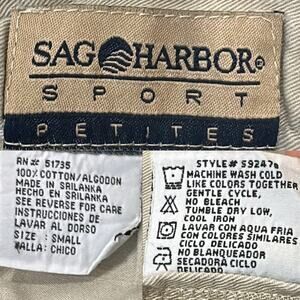 SAG HARBOR®
SPORT
PETITES
RN# 51735
100% COTTON/ALGODON
MADE IN SRILANKA
HECHO EN SRILANKA
SEE REVERSE FOR CARE
INSTRUCCIONES DE
LAVAR AL DORSO
SIZE : SMALL
TALLA: CHICO
STYLE# S92476
MACHINE WASH COLD
LIKE COLORS TOGETHER
GENTLE CYCLE,
NO BLEACH
TUMBLE DRY LOW,
COOL IRON
LAVAR CON AQUA FRIA
CON COLORES SIMILARES
CICLO DELICADO
NO BLANQUEADOR
SECADORA CICLO
DELICADO